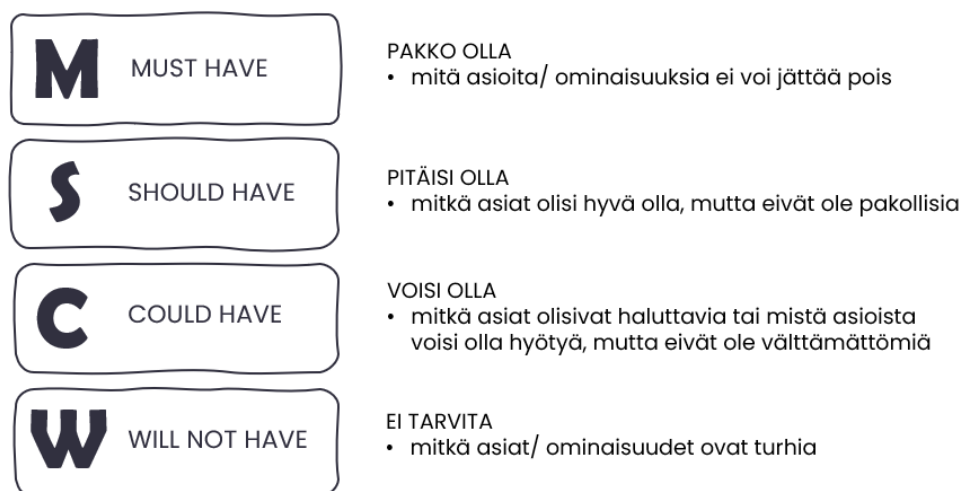 M MUST HAVE
PAKKO OLLA
• mitä asioita/ ominaisuuksia ei voi jättää pois
S SHOULD HAVE
PITÄISI OLLA
• mitkä asiat olisi hyvä olla, mutta eivät ole pakollisia
C COULD HAVE
VOISI OLLA
• mitkä asiat olisivat haluttavia tai mistä asioista
voisi olla hyötyä, mutta eivät ole välttämättömiä
W WILL NOT HAVE
EI TARVITA
• mitkä asiat/ ominaisuudet ovat turhia